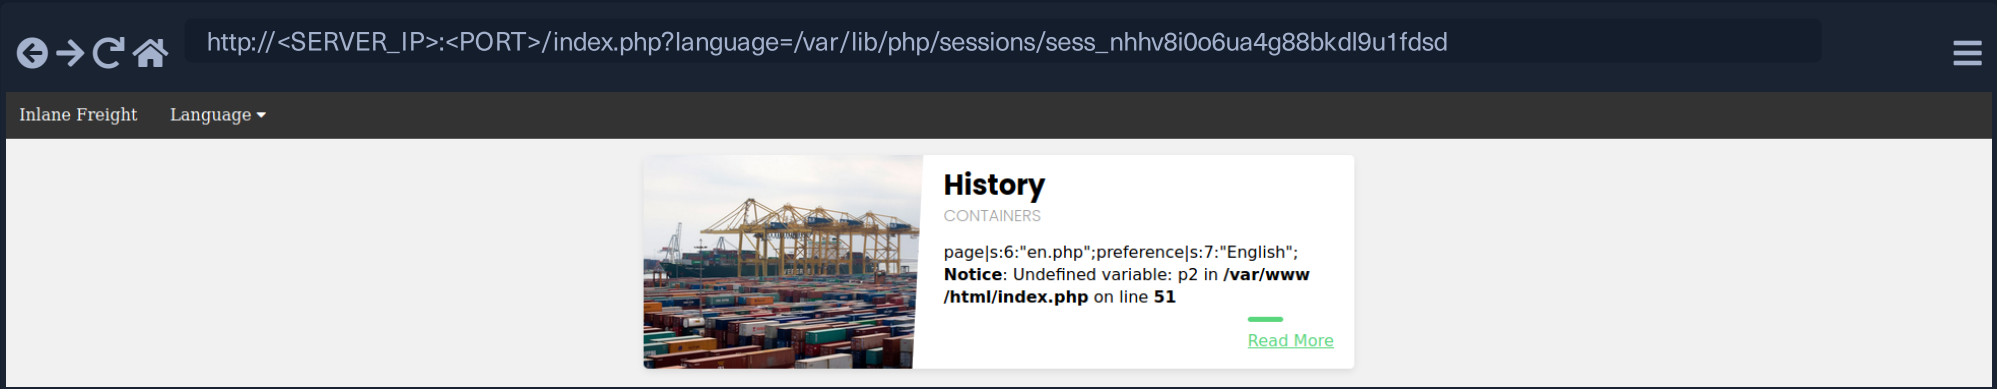 http://<SERVER_IP>:<PORT>/index.php?language=/var/lib/php/sessions/sess_nhhv8i0o6ua4g88bkdl9u1fdsd
Inlane Freight Language
History
CONTAINERS
page|s:6:"en.php";preference|s:7:"English";
Notice: Undefined variable: p2 in /var/www
/html/index.php on line 51
Read More